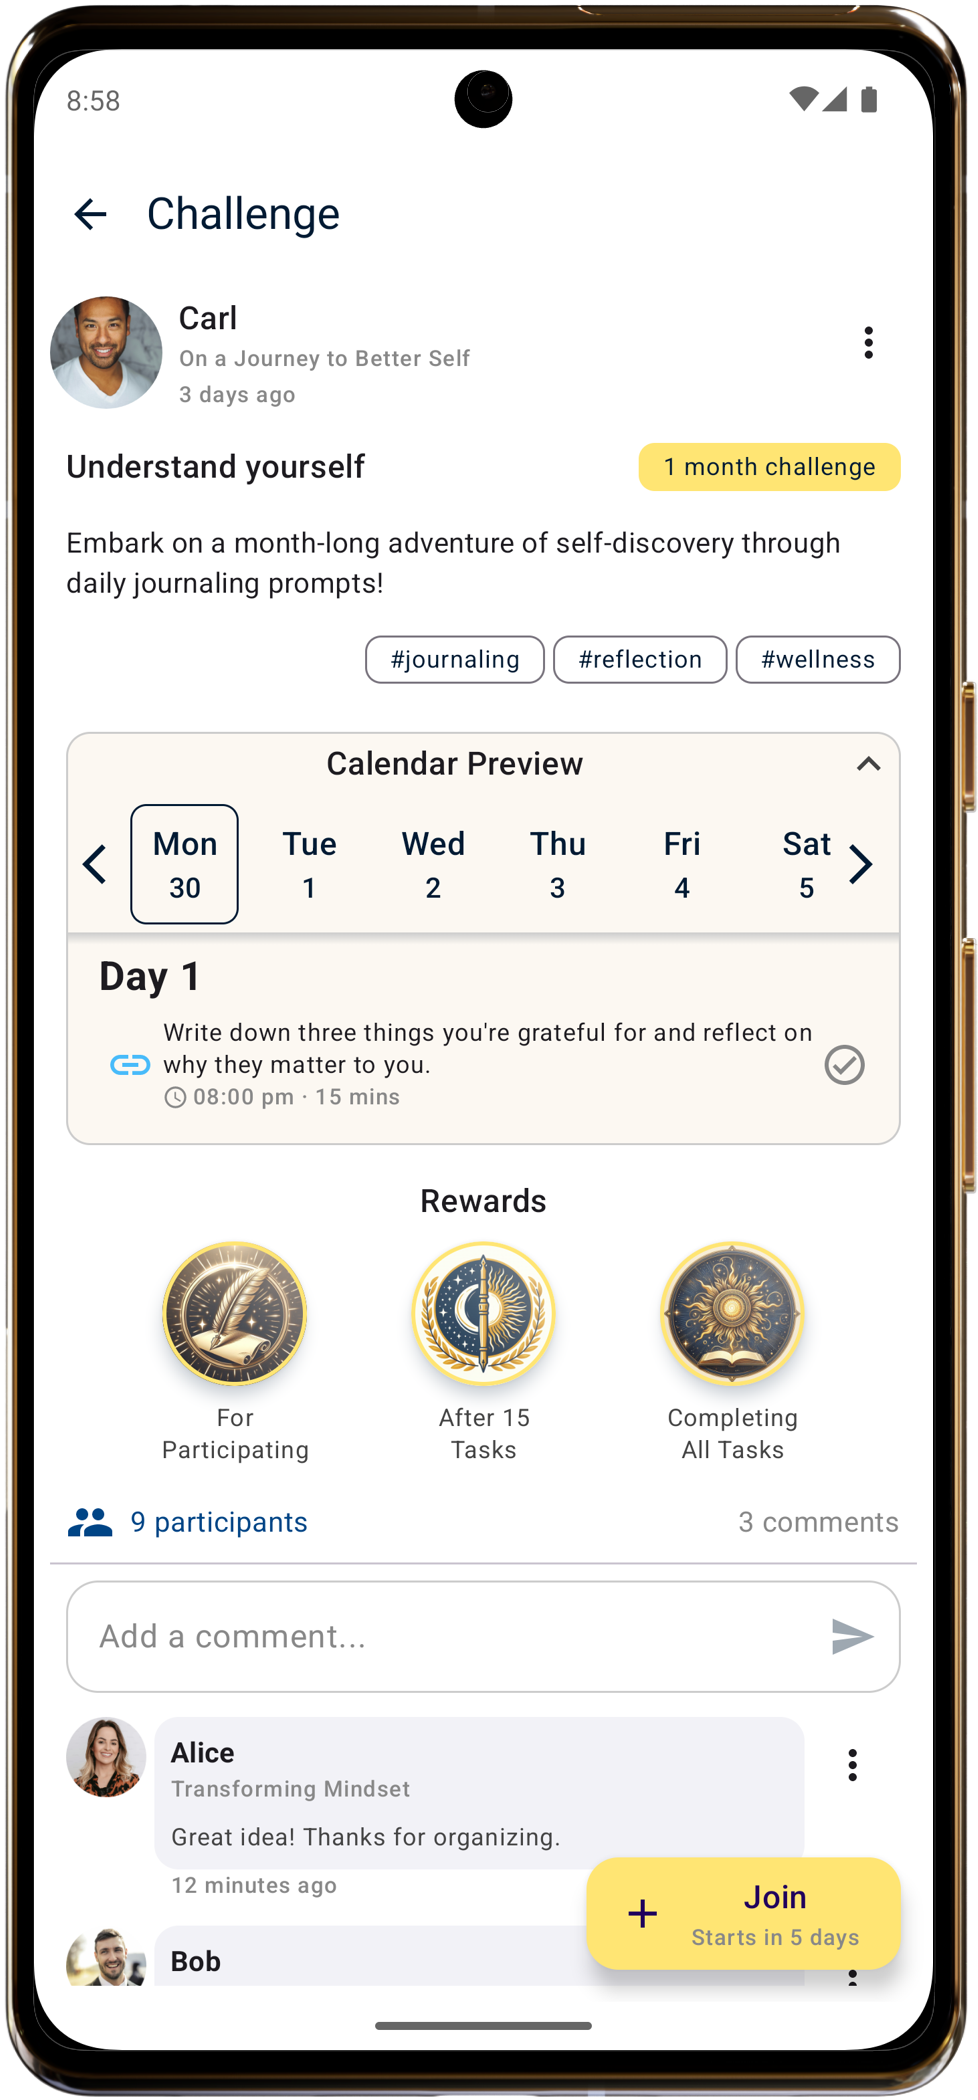 8:58
Challenge
Carl
On a Journey to Better Self
3 days ago
Understand yourself
1 month challenge
Embark on a month-long adventure of self-discovery through
daily journaling prompts!
#journaling #reflection #wellness
Calendar Preview
Mon Tue Wed Thu Fri Sat
30 1 2 3 4 5
Day 1
Write down three things you're grateful for and reflect on
why they matter to you.
08:00 pm · 15 mins
Rewards
For
Participating
After 15
Tasks
Completing
All Tasks
9 participants
3 comments
Add a comment...
Alice
Transforming Mindset
Great idea! Thanks for organizing.
12 minutes ago
Bob
+ Join
Starts in 5 days